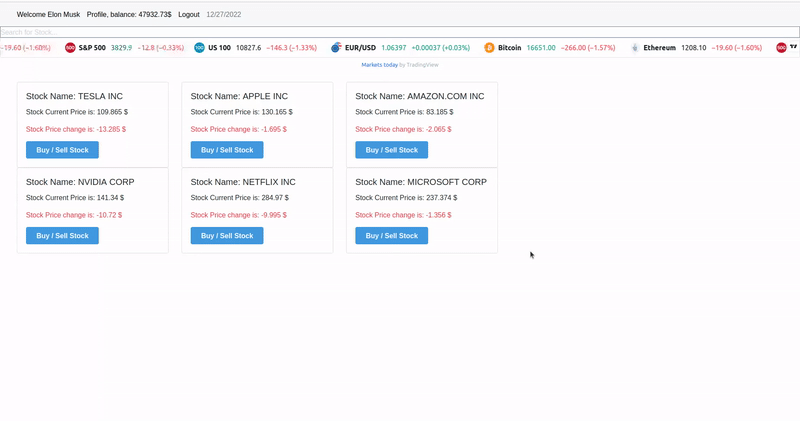 Welcome Elon Musk Profile, balance: 47932.73$ Logout 12/27/2022
Search for Stock...
−19.60 (−1.60%) 500 S&P 500 3829.9 −12.8 (−0.33%) 100 US 100 10827.6 −146.3 (−1.33%) EUR/USD 1.06397 +0.00037 (+0.03%) Bitcoin 16651.00 −266.00 (−1.57%) Ethereum 1208.10 −19.60 (−1.60%) 500
Markets today by TradingView
Stock Name: TESLA INC
Stock Current Price is: 109.865 $
Stock Price change is: -13.285 $
Buy / Sell Stock
Stock Name: APPLE INC
Stock Current Price is: 130.165 $
Stock Price change is: -1.695 $
Buy / Sell Stock
Stock Name: AMAZON.COM INC
Stock Current Price is: 83.185 $
Stock Price change is: -2.065 $
Buy / Sell Stock
Stock Name: NVIDIA CORP
Stock Current Price is: 141.34 $
Stock Price change is: -10.72 $
Buy / Sell Stock
Stock Name: NETFLIX INC
Stock Current Price is: 284.97 $
Stock Price change is: -9.995 $
Buy / Sell Stock
Stock Name: MICROSOFT CORP
Stock Current Price is: 237.374 $
Stock Price change is: -1.356 $
Buy / Sell Stock